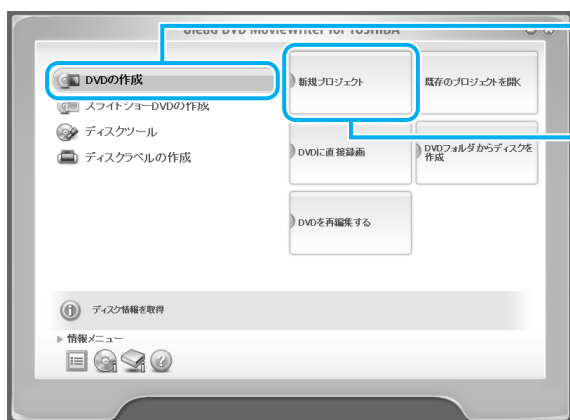 Ulead DVD MovieWriter for TOSHIBA
DVDの作成
スライドショーDVDの作成
ディスクツール
ディスクラベルの作成
新規プロジェクト
既存のプロジェクトを開く
DVDに直接録画
DVDフォルダからディスクを
作成
DVDを再編集する
ディスク情報を取得
情報メニュー